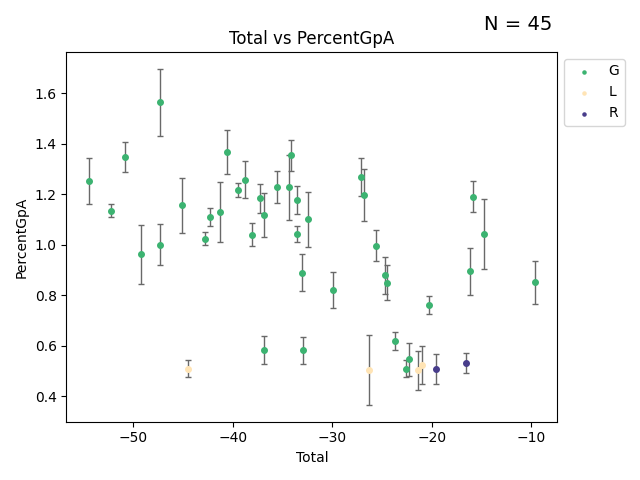 N = 45
Total vs PercentGpA
G
L
R
PercentGpA
1.6
1.4
1.2
1.0
0.8
0.6
0.4
−50
−40
−30
−20
−10
Total